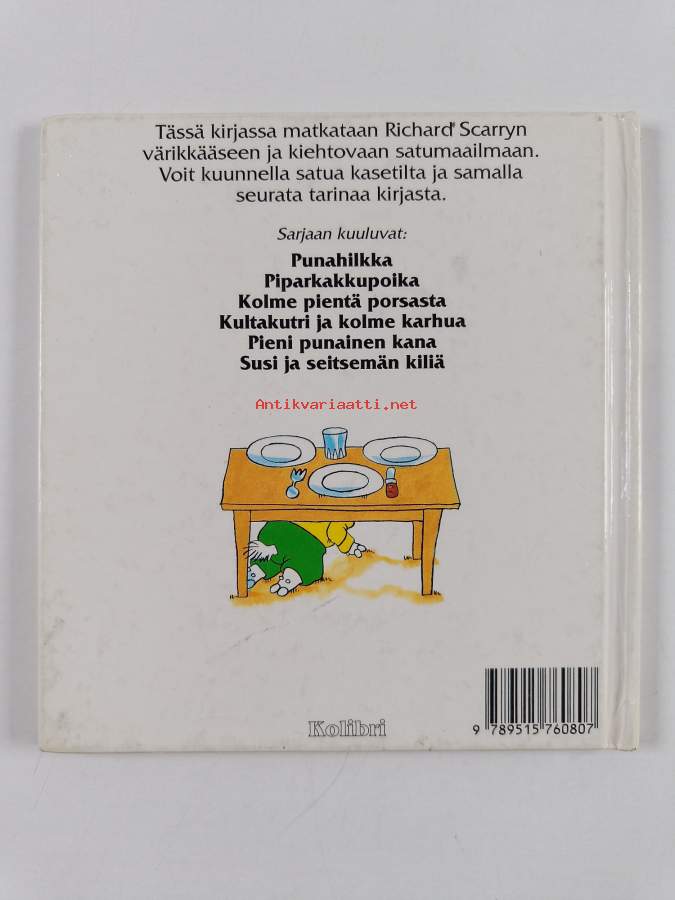 Tässä kirjassa matkataan Richard Scarryn
värikkääseen ja kiehtovaan satumaailmaan.
Voit kuunnella satua kasetilta ja samalla
seurata tarinaa kirjasta.
Sarjaan kuuluvat:
Punahilkka
Piparkakkupoika
Kolme pientä porsasta
Kultakutri ja kolme karhua
Pieni punainen kana
Susi ja seitsemän kiliä
Antikvariaatti.net
Kolibri
9 789515 760807